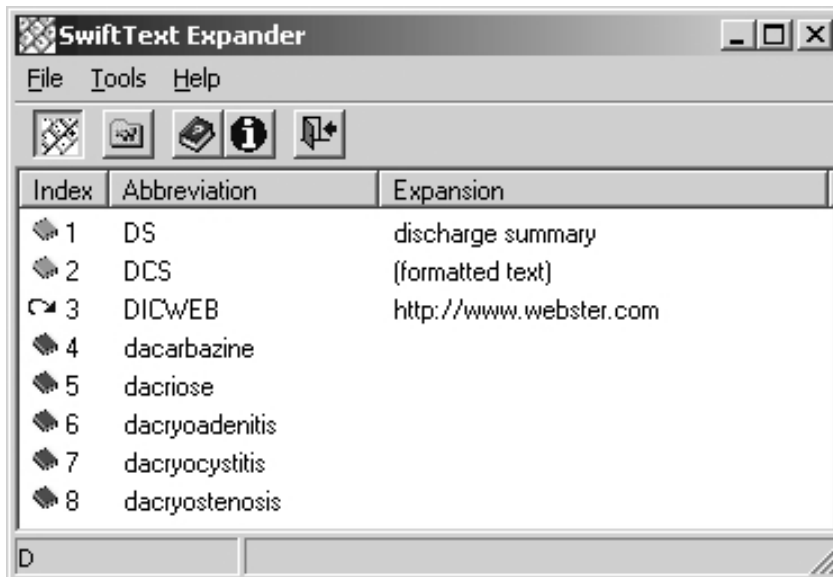 SwiftText Expander
File Tools Help
Index Abbreviation Expansion
1 DS discharge summary
2 DCS (formatted text)
3 DICWEB http://www.webster.com
4 dacarbazine
5 dacriose
6 dacryoadenitis
7 dacryocystitis
8 dacryostenosis
D